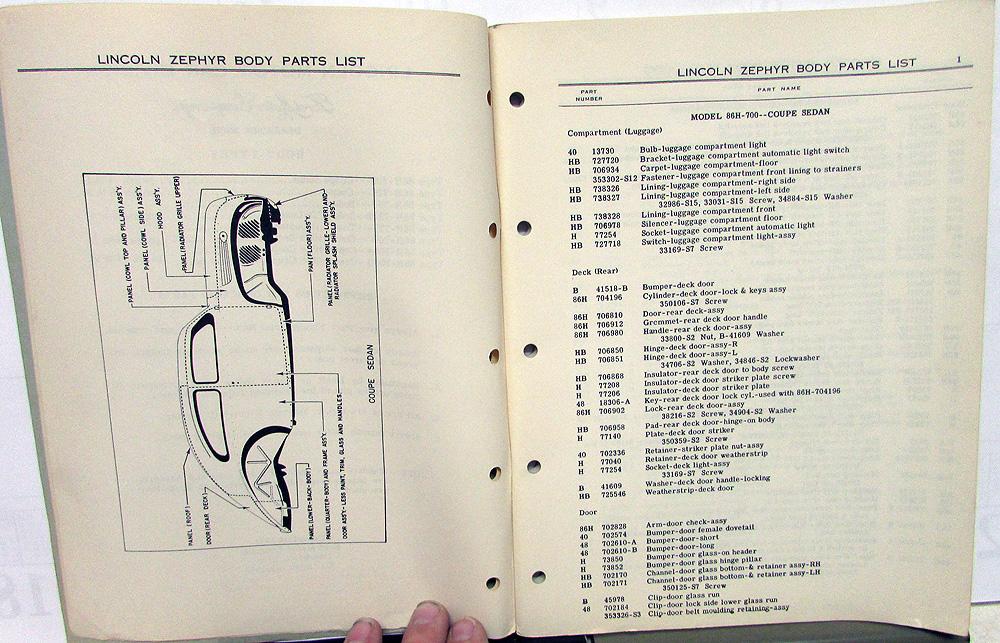 LINCOLN ZEPHYR BODY PARTS LIST
PANEL (COWL TOP AND PILLAR) ASS'Y.
PANEL (COWL SIDE) ASS'Y.
HOOD ASS'Y.
PANEL (RADIATOR GRILLE UPPER)
PANEL (RADIATOR GRILLE-LOWER) AND
RADIATOR SPLASH SHIELD ASS'Y.
PAN (FLOOR) ASS'Y.
COUPE SEDAN
PANEL (ROOF)
DOOR (REAR DECK)
PANEL (LOWER-BACK-BODY)
PANEL (QUARTER-BODY) AND FRAME ASS'Y.
DOOR ASS'Y.- LESS PAINT, TRIM, GLASS AND HANDLES
LINCOLN ZEPHYR BODY PARTS LIST 1
PART NUMBER PART NAME
MODEL 86H-700--COUPE SEDAN
Compartment (Luggage)
40 13730 Bulb-luggage compartment light
HB 727720 Bracket-luggage compartment automatic light switch
HB 706934 Carpet-luggage compartment-floor
353302-S12 Fastener-luggage compartment front lining to strainers
HB 738326 Lining-luggage compartment-right side
HB 738327 Lining-luggage compartment-left side
32986-S15, 33031-S15 Screw, 34884-S15 Washer
HB 738328 Lining-luggage compartment front
HB 706978 Silencer-luggage compartment floor
H 77254 Socket-luggage compartment automatic light
HB 727718 Switch-luggage compartment light-assy
33169-S7 Screw
Deck (Rear)
B 41518-B Bumper-deck door
86H 704196 Cylinder-deck door-lock & keys assy
350106-S7 Screw
86H 706810 Door-rear deck-assy
86H 706912 Grommet-rear deck door handle
86H 706980 Handle-rear deck door-assy
33800-S2 Nut, B-41609 Washer
HB 706850 Hinge-deck door-assy-R
HB 706851 Hinge-deck door-assy-L
34706-S2 Washer, 34846-S2 Lockwasher
HB 706868 Insulator-rear deck door to body screw
H 77208 Insulator-deck door striker plate screw
H 77206 Insulator-deck door striker plate
48 18306-A Key-rear deck door lock cyl.-used with 86H-704196
86H 706902 Lock-rear deck door-assy
38216-S2 Screw, 34904-S2 Washer
HB 706958 Pad-rear deck door-hinge-on body
H 77140 Plate-deck door striker
350359-S2 Screw
40 702336 Retainer-striker plate nut-assy
H 77040 Retainer-deck door weatherstrip
H 77254 Socket-deck light-assy
33169-S7 Screw
B 41609 Washer-deck door handle-locking
HB 725546 Weatherstrip-deck door
Door
86H 702828 Arm-door check-assy
40 702574 Bumper-door female dovetail
48 702610-A Bumper-door-short
48 702610-B Bumper-door-long
H 73850 Bumper-door glass-on header
H 73852 Bumper-door glass hinge pillar
HB 702170 Channel-door glass bottom-& retainer assy-RH
HB 702171 Channel-door glass bottom-& retainer assy-LH
350125-S7 Screw
B 45978 Clip-door glass run
48 702184 Clip-door lock side lower glass run
353326-S3 Clip-door belt moulding retaining-assy